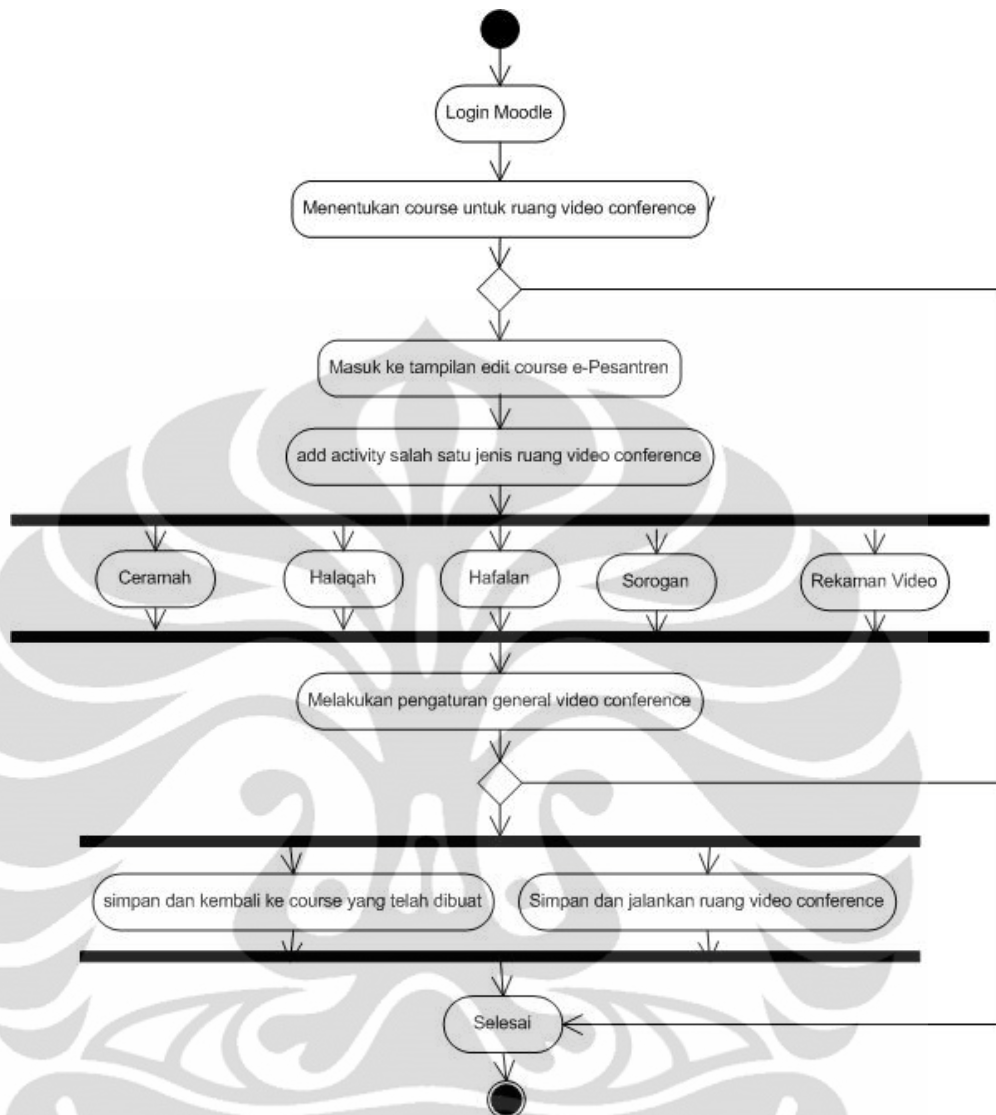 Login Moodle
Menentukan course untuk ruang video conference
Masuk ke tampilan edit course e-Pesantren
add activity salah satu jenis ruang video conference
Ceramah
Halaqah
Hafalan
Sorogan
Rekaman Video
Melakukan pengaturan general video conference
simpan dan kembali ke course yang telah dibuat
Simpan dan jalankan ruang video conference
Selesai